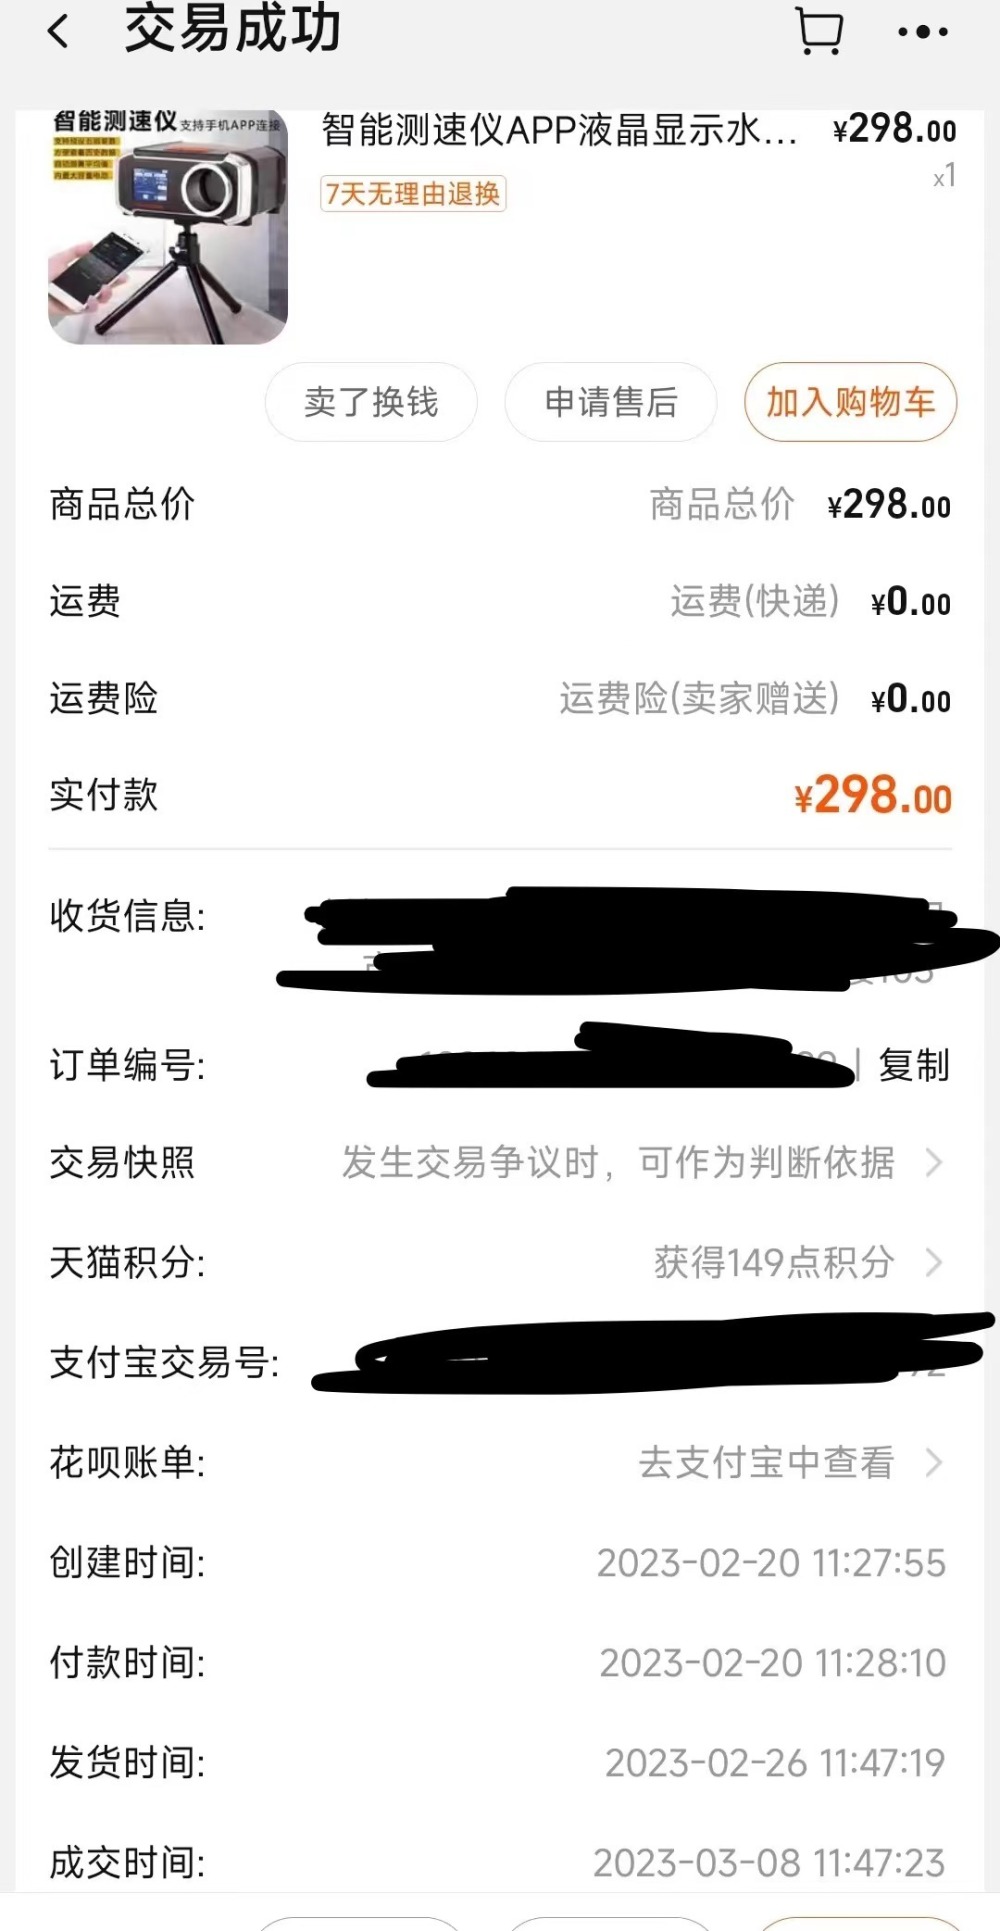 交易成功
智能测速仪支持手机APP连接
智能测速仪APP液晶显示水... ¥298.00
x1
7天无理由退换
卖了换钱 申请售后 加入购物车
商品总价 商品总价 ¥298.00
运费 运费(快递) ¥0.00
运费险 运费险(卖家赠送) ¥0.00
实付款 ¥298.00
收货信息:
订单编号: | 复制
交易快照 发生交易争议时，可作为判断依据
天猫积分: 获得149点积分
支付宝交易号:
花呗账单: 去支付宝中查看
创建时间: 2023-02-20 11:27:55
付款时间: 2023-02-20 11:28:10
发货时间: 2023-02-26 11:47:19
成交时间: 2023-03-08 11:47:23